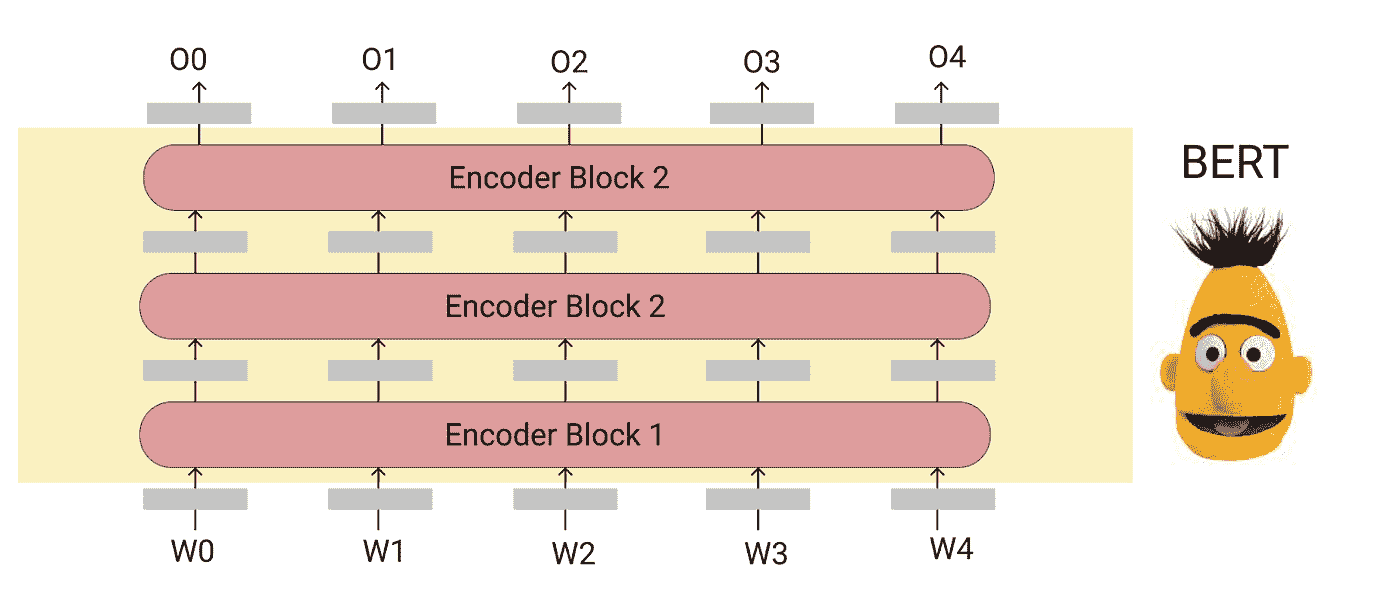 O0 O1 O2 O3 O4
Encoder Block 2
BERT
Encoder Block 2
Encoder Block 1
W0 W1 W2 W3 W4